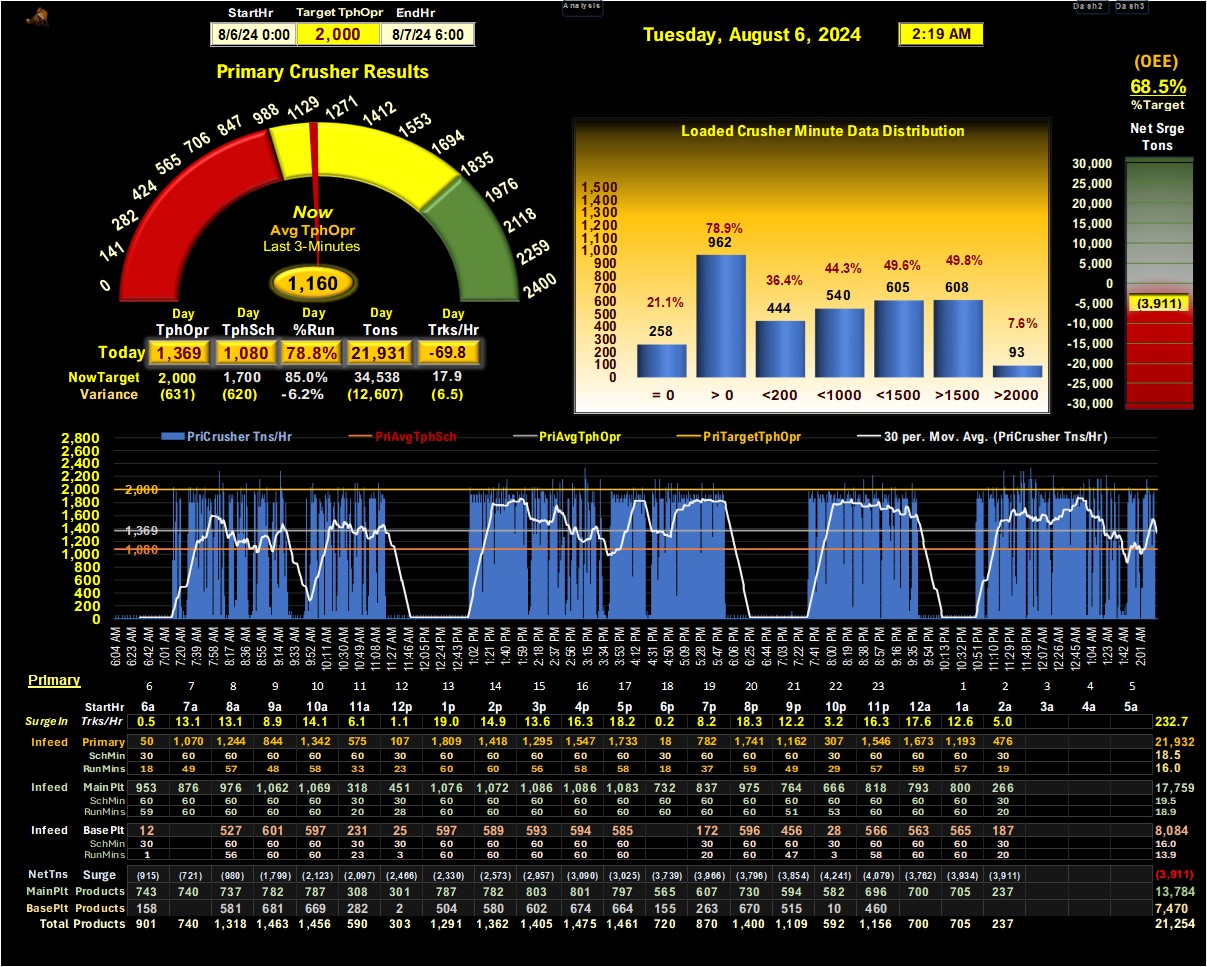 StartHr Target TphOpr EndHr
8/6/24 0:00 2,000 8/7/24 6:00
Analysis
Dash2 Dash3
Tuesday, August 6, 2024 2:19 AM
(OEE)
68.5%
%Target
Net Srge
Tons
30,000
25,000
20,000
15,000
10,000
5,000
0
-5,000
(3,911)
-10,000
-15,000
-20,000
-25,000
-30,000
Primary Crusher Results
0 141 282 424 565 706 847 988 1129 1271 1412 1553 1694 1835 1976 2118 2259 2400
Now
Avg TphOpr
Last 3-Minutes
1,160
Day Day Day Day Day
TphOpr TphSch %Run Tons Trks/Hr
Today 1,369 1,080 78.8% 21,931 -69.8
NowTarget 2,000 1,700 85.0% 34,538 17.9
Variance (631) (620) -6.2% (12,607) (6.5)
Loaded Crusher Minute Data Distribution
1,500
1,400
1,300
1,200
1,100
1,000
900
800
700
600
500
400
300
200
100
0
21.1% 78.9% 36.4% 44.3% 49.6% 49.8% 7.6%
258 962 444 540 605 608 93
= 0 > 0 <200 <1000 <1500 >1500 >2000
PriCrusher Tns/Hr PriAvgTphSch PriAvgTphOpr PriTargetTphOpr 30 per. Mov. Avg. (PriCrusher Tns/Hr)
2,800
2,600
2,400
2,200
2,000
1,800
1,600
1,400
1,200
1,000
800
600
400
200
0
2,000
1,369
1,080
6:04 AM 6:23 AM 6:42 AM 7:01 AM 7:20 AM 7:39 AM 7:58 AM 8:17 AM 8:36 AM 8:55 AM 9:14 AM 9:33 AM 9:52 AM 10:11 AM 10:30 AM 10:49 AM 11:08 AM 11:27 AM 11:46 AM 12:05 PM 12:24 PM 12:43 PM 1:02 PM 1:21 PM 1:40 PM 1:59 PM 2:18 PM 2:37 PM 2:56 PM 3:15 PM 3:34 PM 3:53 PM 4:12 PM 4:31 PM 4:50 PM 5:09 PM 5:28 PM 5:47 PM 6:06 PM 6:25 PM 6:44 PM 7:03 PM 7:22 PM 7:41 PM 8:00 PM 8:19 PM 8:38 PM 8:57 PM 9:16 PM 9:35 PM 9:54 PM 10:13 PM 10:32 PM 10:51 PM 11:10 PM 11:29 PM 11:48 PM 12:07 AM 12:26 AM 12:45 AM 1:04 AM 1:23 AM 1:42 AM 2:01 AM
Primary
6 7 8 9 10 11 12 13 14 15 16 17 18 19 20 21 22 23 1 2 3 4 5
StartHr 6a 7a 8a 9a 10a 11a 12p 1p 2p 3p 4p 5p 6p 7p 8p 9p 10p 11p 12a 1a 2a 3a 4a 5a
SurgeIn Trks/Hr 0.5 13.1 13.1 8.9 14.1 6.1 1.1 19.0 14.9 13.6 16.3 18.2 0.2 8.2 18.3 12.2 3.2 16.3 17.6 12.6 5.0 232.7
Infeed Primary 50 1,070 1,244 844 1,342 575 107 1,809 1,418 1,295 1,547 1,733 18 782 1,741 1,162 307 1,546 1,673 1,193 476 21,932
SchMin 30 60 60 60 60 30 30 60 60 60 60 60 30 60 60 60 30 60 60 60 30 18.5
RunMins 18 49 57 48 58 33 23 60 60 56 58 58 18 37 59 49 29 57 59 57 19 16.0
Infeed MainPlt 953 876 976 1,062 1,069 318 451 1,076 1,072 1,086 1,086 1,083 732 837 975 764 666 818 793 800 266 17,759
SchMin 60 60 60 60 60 30 30 60 60 60 60 60 60 60 60 60 60 60 60 60 30 19.5
RunMins 59 60 60 60 60 20 28 60 60 60 60 60 60 60 60 51 53 60 60 60 20 18.9
Infeed BasePlt 12 527 601 597 231 25 597 589 593 594 585 172 596 456 28 566 563 565 187 8,084
SchMin 30 60 60 60 30 30 60 60 60 60 60 60 60 60 30 60 60 60 30 16.0
RunMins 1 56 60 60 23 3 60 60 60 60 60 20 60 47 3 58 60 60 20 13.9
NetTns Surge (915) (721) (980) (1,799) (2,123) (2,097) (2,466) (2,330) (2,573) (2,957) (3,090) (3,025) (3,739) (3,966) (3,796) (3,854) (4,241) (4,079) (3,762) (3,934) (3,911) (3,911)
MainPlt Products 743 740 737 782 787 308 301 787 782 803 801 797 565 607 730 594 582 696 700 705 237 13,784
BasePlt Products 158 581 681 669 282 2 504 580 602 674 664 155 263 670 515 10 460 7,470
Total Products 901 740 1,318 1,463 1,456 590 303 1,291 1,362 1,405 1,475 1,461 720 870 1,400 1,109 592 1,156 700 705 237 21,254